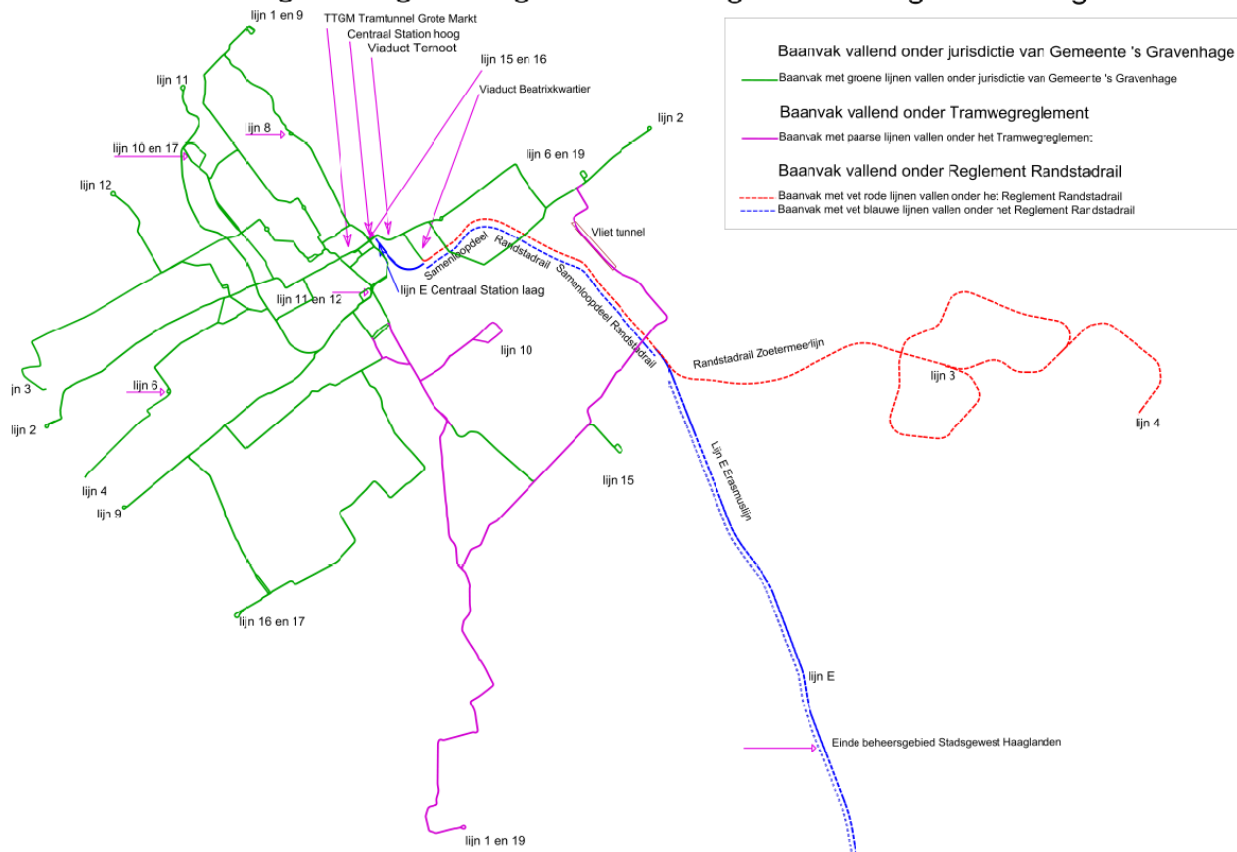 lijn 1 en 9
TTGM Tramtunnel Grote Markt
Centraal Station hoog
Viaduct Ternoot
lijn 15 en 16
Viaduct Beatrixkwartier
lijn 11
lijn 8
lijn 10 en 17
lijn 12
lijn 2
lijn 6 en 19
Vliet tunnel
Samenloopdeel
Randstadrail
Samenloopdeel Randstadrail
lijn E Centraal Station laag
lijn 11 en 12
lijn 10
Randstadrail Zoetermeerlijn
lijn 3
lijn 4
jn 3
lijn 6
lijn 2
lijn 4
lijn 9
lijn 15
Lijn E Erasmuslijn
lijn 16 en 17
lijn E
Einde beheersgebied Stadsgewest Haaglanden
lijn 1 en 19
Baanvak vallend onder jurisdictie van Gemeente 's Gravenhage
Baanvak met groene lijnen vallen onder jurisdictie van Gemeente 's Gravenhage
Baanvak vallend onder Tramwegreglement
Baanvak met paarse lijnen vallen onder het Tramwegreglement
Baanvak vallend onder Reglement Randstadrail
Baanvak met vet rode lijnen vallen onder het Reglement Randstadrail
Baanvak met vet blauwe lijnen vallen onder het Reglement Randstadrail